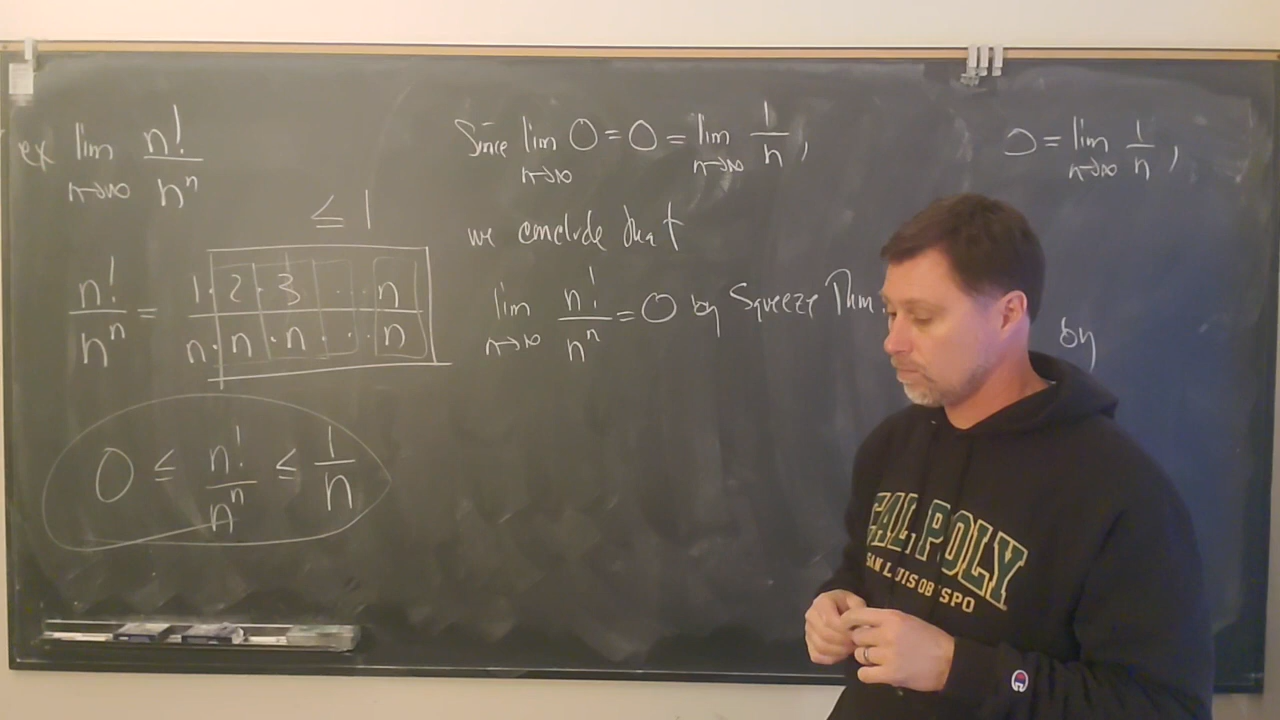 ex lim n→∞ n!/nⁿ
≤ 1
n!/nⁿ = 1·2·3···n / n·n·n···n
0 ≤ n!/nⁿ ≤ 1/n
Since lim n→∞ 0 = 0 = lim n→∞ 1/n,
we conclude that
lim n→∞ n!/nⁿ = 0 by Squeeze Thm.
0 = lim n→∞ 1/n,
by
CAL POLY
SAN LUIS OBISPO